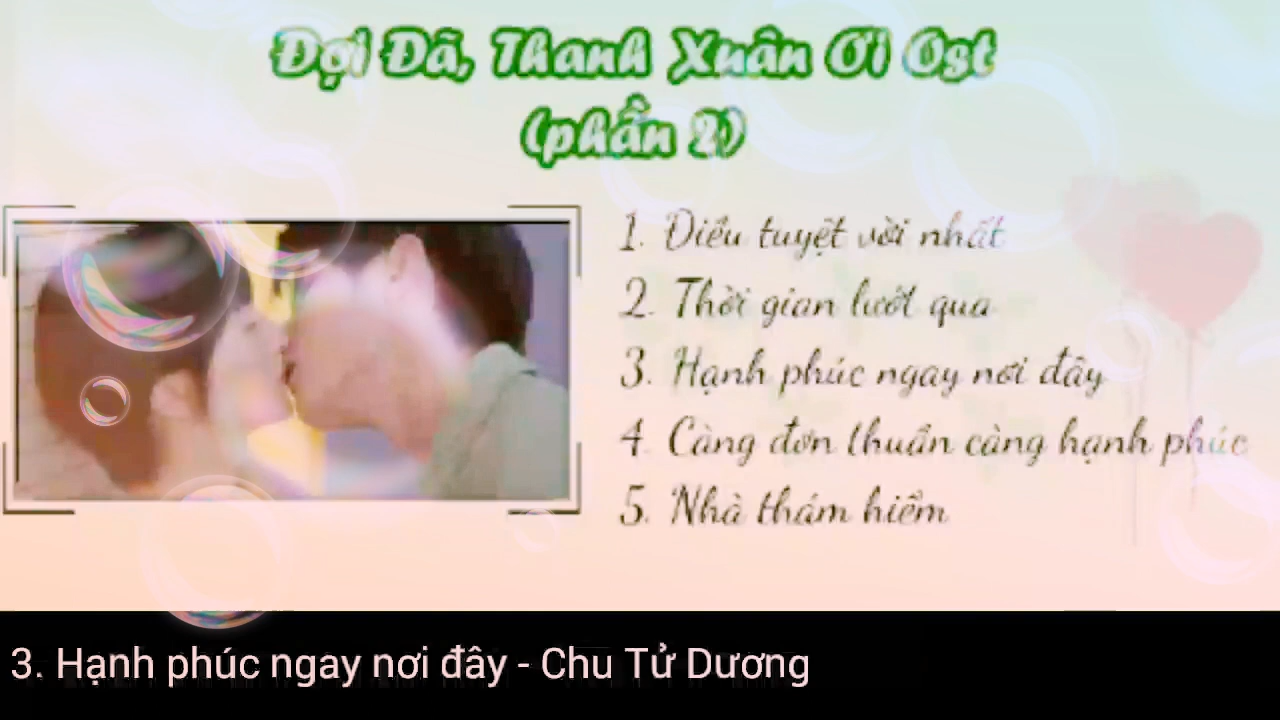 Đợi Đã, Thanh Xuân Ơi Ost
(phần 2)
1. Điều tuyệt vời nhất
2. Thời gian lướt qua
3. Hạnh phúc ngay nơi đây
4. Càng đơn thuần càng hạnh phúc
5. Nhà thám hiểm
3. Hạnh phúc ngay nơi đây - Chu Tử Dương